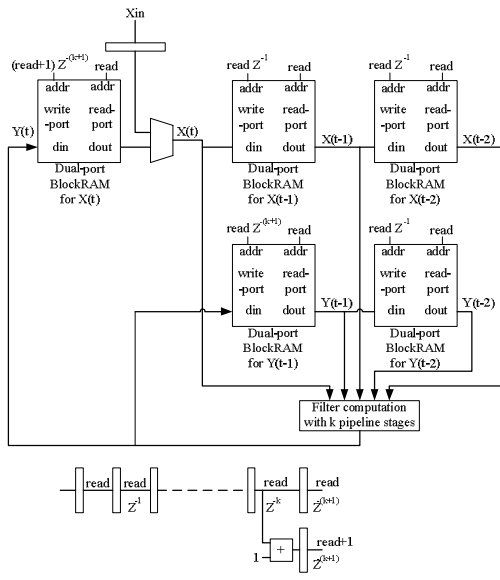 Xin
(read+1) Z^-(k+1) read
addr addr
write -port read- port
Y(t) din dout
X(t)
Dual-port
BlockRAM
for X(t)
read Z^-1 read
addr addr
write -port read- port
din dout X(t-1)
Dual-port
BlockRAM
for X(t-1)
read Z^-1 read
addr addr
write -port read- port
din dout X(t-2)
Dual-port
BlockRAM
for X(t-2)
read Z^-(k+1) read
addr addr
write -port read- port
din dout Y(t-1)
Dual-port
BlockRAM
for Y(t-1)
read Z^-1 read
addr addr
write -port read- port
din dout Y(t-2)
Dual-port
BlockRAM
for Y(t-2)
Filter computation
with k pipeline stages
read read read read
Z^-1 Z^-k Z^-(k+1)
1 + read+1
Z^-(k+1)